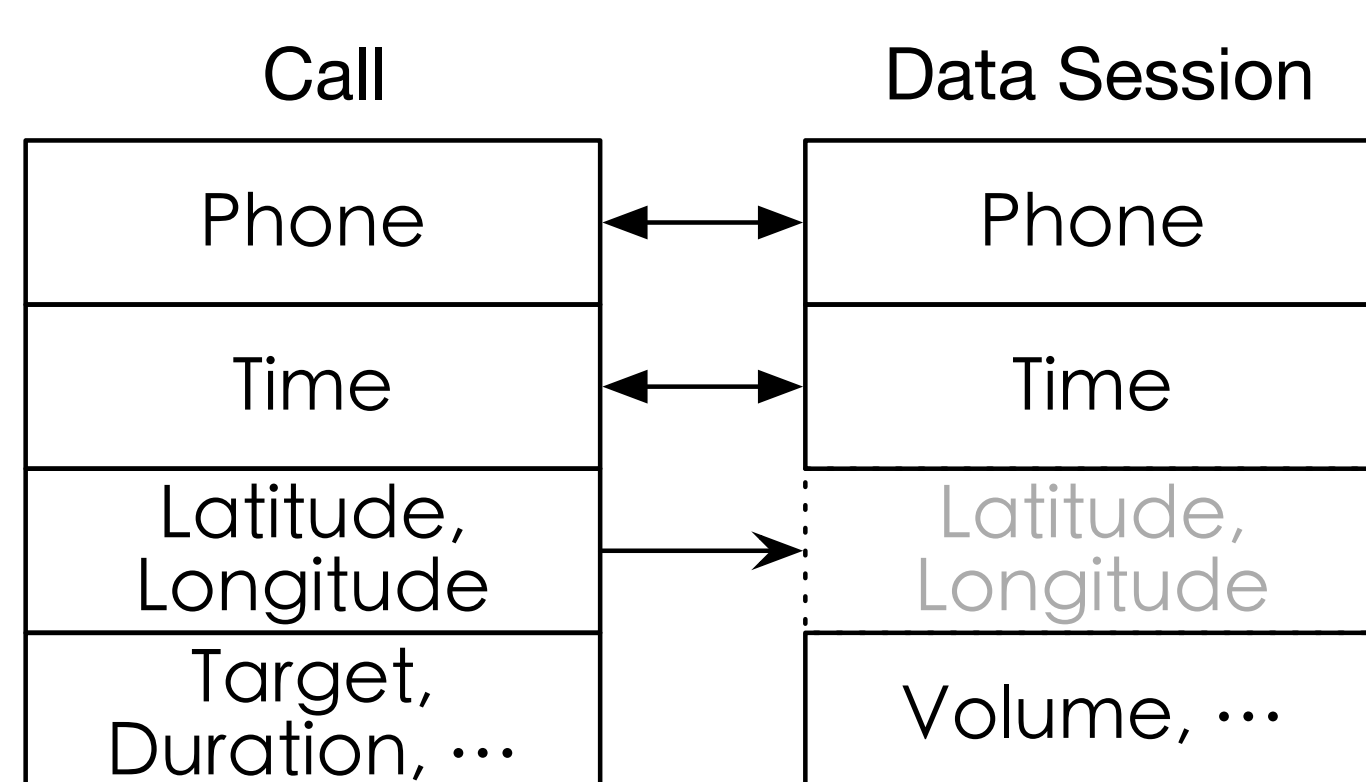 Call
Data Session
Phone
Phone
Time
Time
Latitude,
Longitude
Latitude,
Longitude
Target,
Duration, ···
Volume, ···